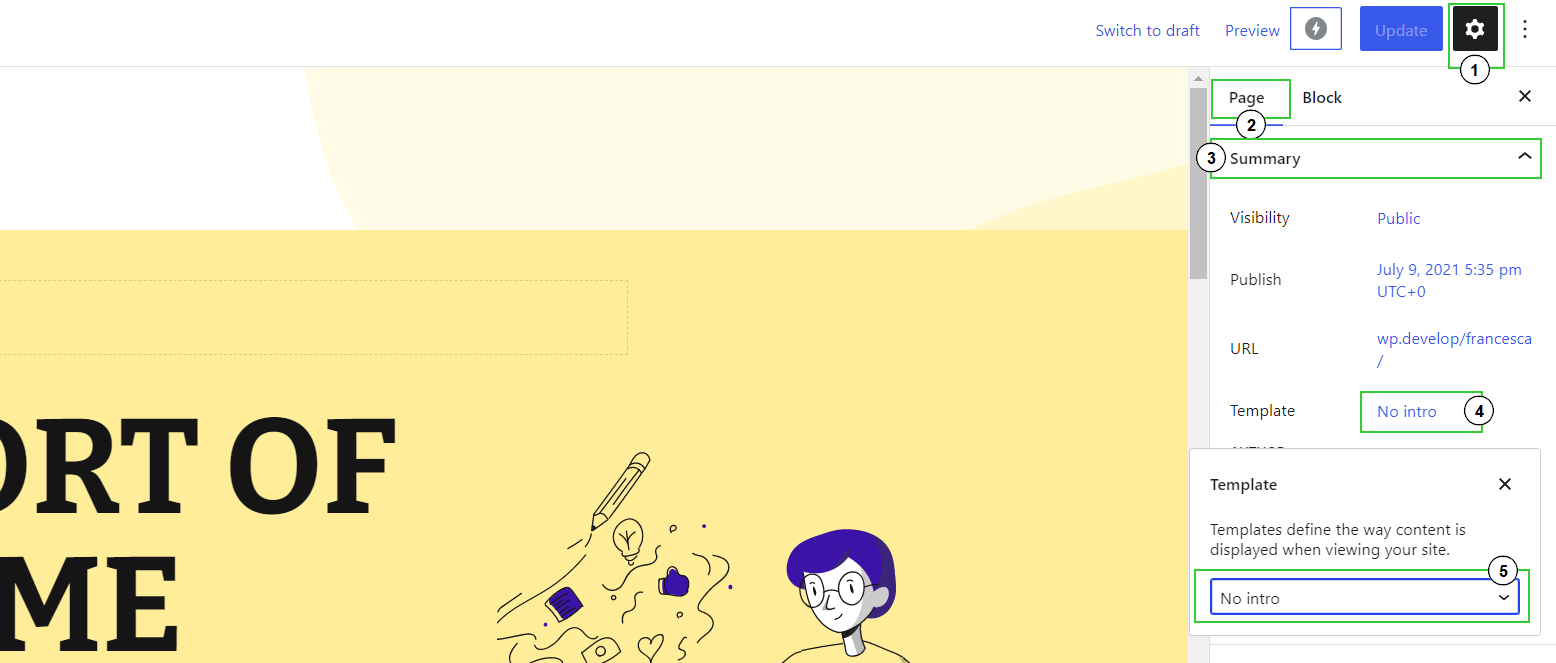 Switch to draft Preview Update
1
Page Block
2
3 Summary
Visibility Public
Publish July 9, 2021 5:35 pm
UTC+0
URL wp.develop/francesca
/
Template No intro 4
ORT OF
ME
Template
Templates define the way content is
displayed when viewing your site.
5
No intro